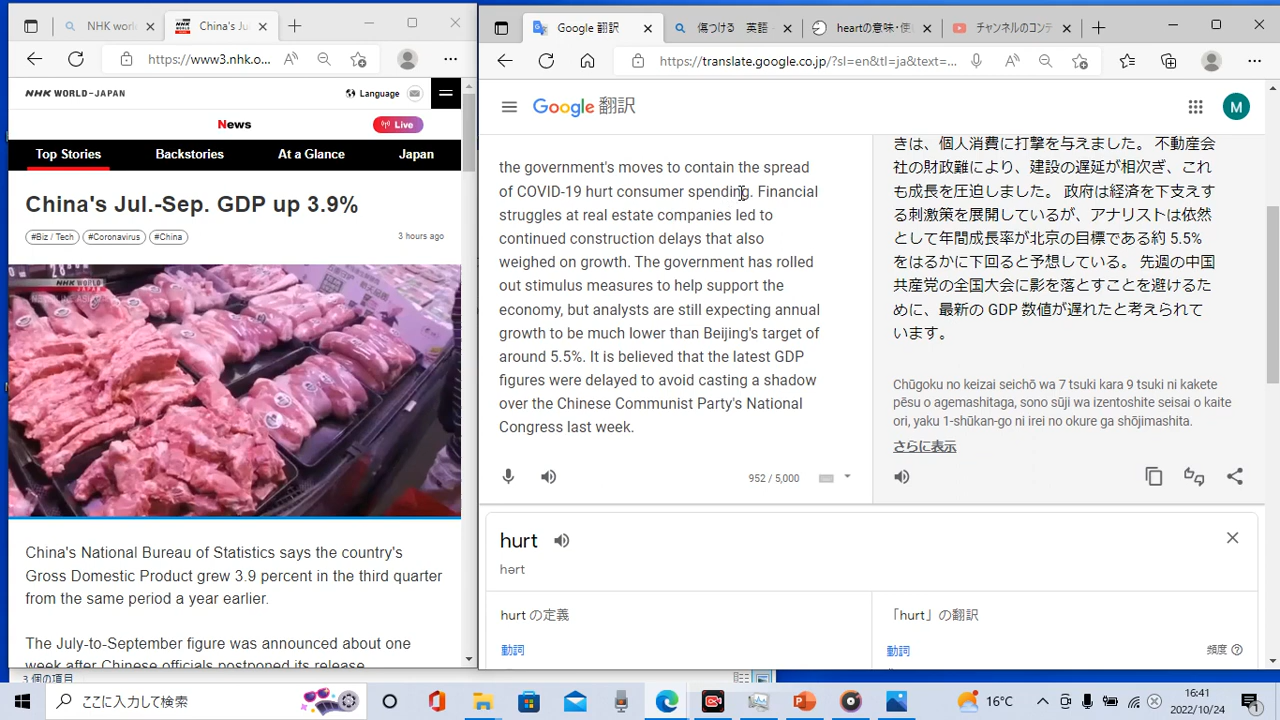 NHK worl
China's Ju
https://www3.nhk.o...
NHK WORLD-JAPAN
Language
News
Live
Top Stories
Backstories
At a Glance
Japan
China's Jul.-Sep. GDP up 3.9%
#Biz / Tech
#Coronavirus
#China
3 hours ago
NHK WORLD
China's National Bureau of Statistics says the country's
Gross Domestic Product grew 3.9 percent in the third quarter
from the same period a year earlier.
The July-to-September figure was announced about one
week after Chinese officials postponed its release
3 個の項目
Google 翻訳
傷つける 英語 -
heartの意味・使
チャンネルのコンテ
https://translate.google.co.jp/?sl=en&tl=ja&text=...
Google 翻訳
M
the government's moves to contain the spread
of COVID-19 hurt consumer spending. Financial
struggles at real estate companies led to
continued construction delays that also
weighed on growth. The government has rolled
out stimulus measures to help support the
economy, but analysts are still expecting annual
growth to be much lower than Beijing's target of
around 5.5%. It is believed that the latest GDP
figures were delayed to avoid casting a shadow
over the Chinese Communist Party's National
Congress last week.
952 / 5,000
きは、個人消費に打撃を与えました。 不動産会
社の財政難により、建設の遅延が相次ぎ、これ
も成長を圧迫しました。 政府は経済を下支えす
る刺激策を展開しているが、アナリストは依然
として年間成長率が北京の目標である約 5.5%
をはるかに下回ると予想している。 先週の中国
共産党の全国大会に影を落とすことを避けるた
めに、最新の GDP 数値が遅れたと考えられて
います。
Chūgoku no keizai seichō wa 7 tsuki kara 9 tsuki ni kakete
pēsu o agemashitaga, sono sūji wa izentoshite seisai o kaite
ori, yaku 1-shūkan-go ni irei no okure ga shōjimashita.
さらに表示
hurt
hərt
hurt の定義
動詞
「hurt」の翻訳
動詞
頻度
ここに入力して検索
16°C
16:41
2022/10/24
1